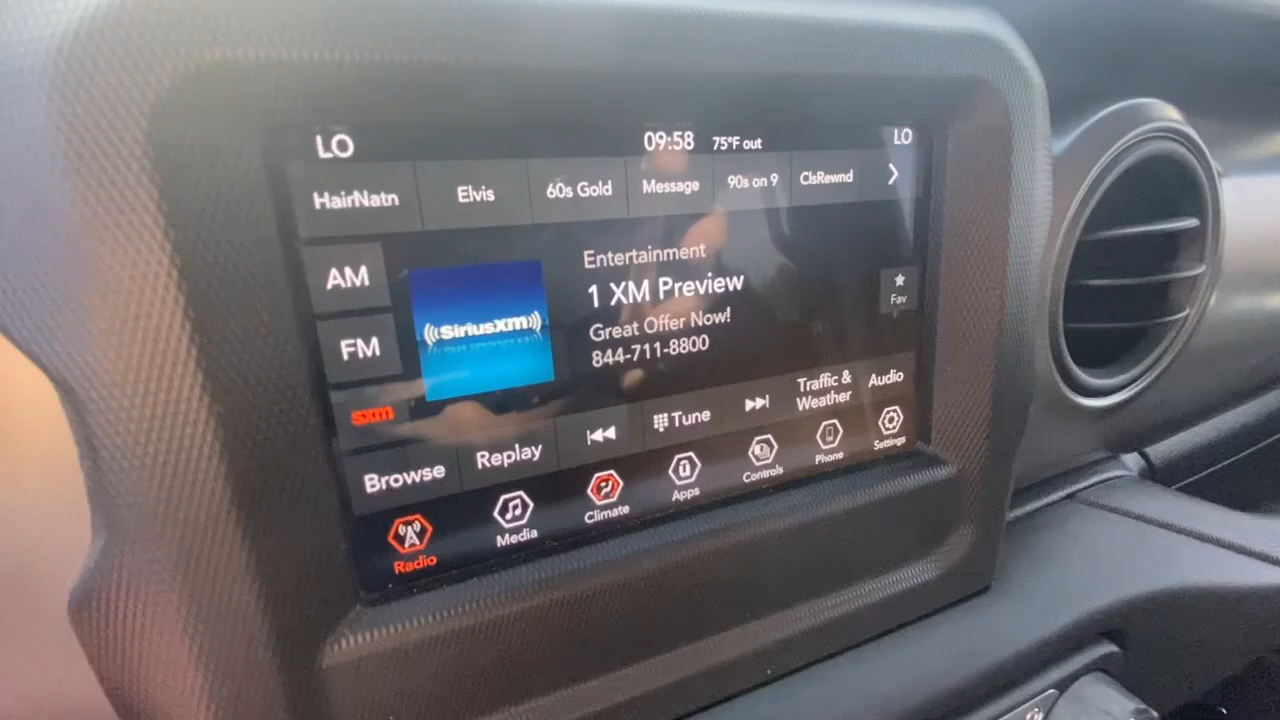 LO 09:58 75°F out LO
HairNatn Elvis 60s Gold Message 90s on 9 ClsRewnd
AM
FM
sxm
((SiriusXM))
Entertainment
1 XM Preview
Great Offer Now!
844-711-8800
Fav
Browse Replay Tune Traffic & Weather Audio
Radio Media Climate Apps Controls Phone Settings